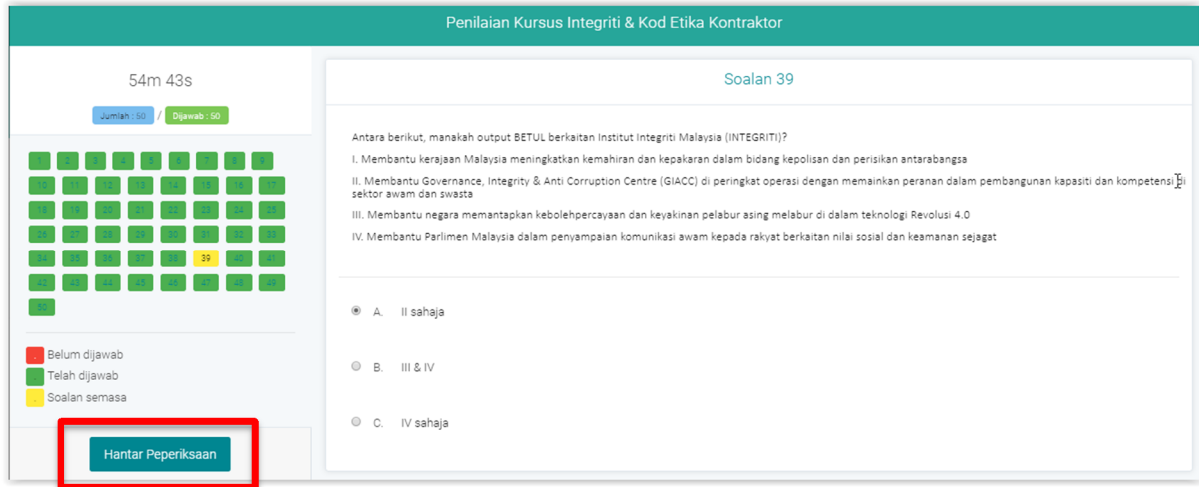 Penilaian Kursus Integriti & Kod Etika Kontraktor
54m 43s
Jumlah : 50 / Dijawab : 50
1 2 3 4 5 6 7 8 9
10 11 12 13 14 15 16 17
18 19 20 21 22 23 24 25
26 27 28 29 30 31 32 33
34 35 36 37 38 39 40 41
42 43 44 45 46 47 48 49
50
. Belum dijawab
. Telah dijawab
. Soalan semasa
Hantar Peperiksaan
Soalan 39
Antara berikut, manakah output BETUL berkaitan Institut Integriti Malaysia (INTEGRITI)?
I. Membantu kerajaan Malaysia meningkatkan kemahiran dan kepakaran dalam bidang kepolisan dan perisikan antarabangsa
II. Membantu Governance, Integrity & Anti Corruption Centre (GIACC) di peringkat operasi dengan memainkan peranan dalam pembangunan kapasiti dan kompetensi di
sektor awam dan swasta
III. Membantu negara memantapkan kebolehpercayaan dan keyakinan pelabur asing melabur di dalam teknologi Revolusi 4.0
IV. Membantu Parlimen Malaysia dalam penyampaian komunikasi awam kepada rakyat berkaitan nilai sosial dan keamanan sejagat
A. II sahaja
B. III & IV
C. IV sahaja